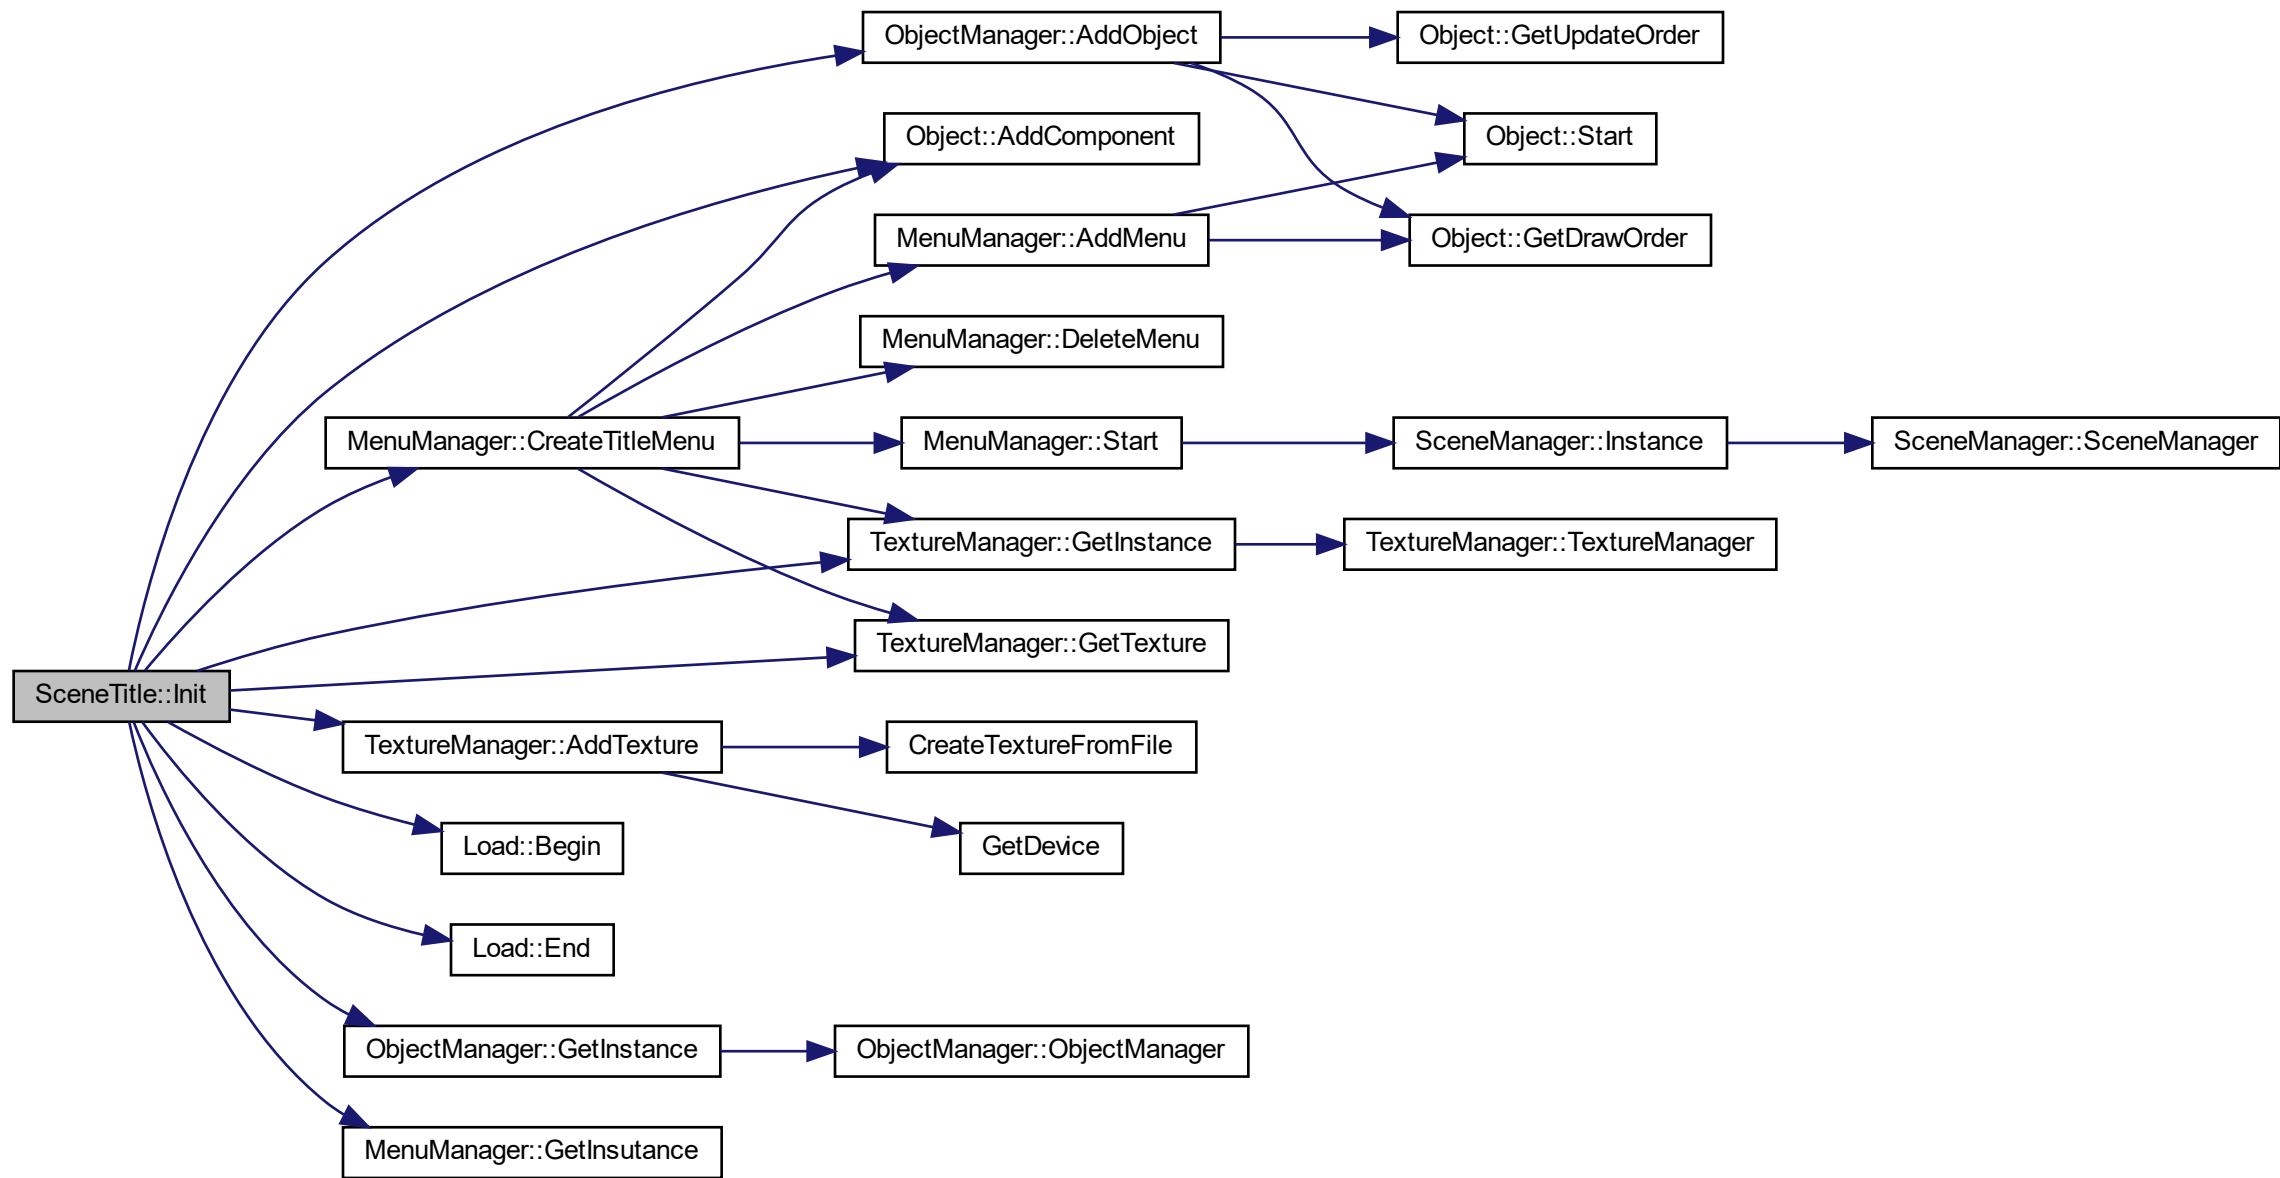 ObjectManager::AddObject
Object::GetUpdateOrder
Object::AddComponent
Object::Start
MenuManager::AddMenu
Object::GetDrawOrder
MenuManager::DeleteMenu
MenuManager::CreateTitleMenu
MenuManager::Start
SceneManager::Instance
SceneManager::SceneManager
TextureManager::GetInstance
TextureManager::TextureManager
TextureManager::GetTexture
SceneTitle::Init
TextureManager::AddTexture
CreateTextureFromFile
Load::Begin
GetDevice
Load::End
ObjectManager::GetInstance
ObjectManager::ObjectManager
MenuManager::GetInsutance